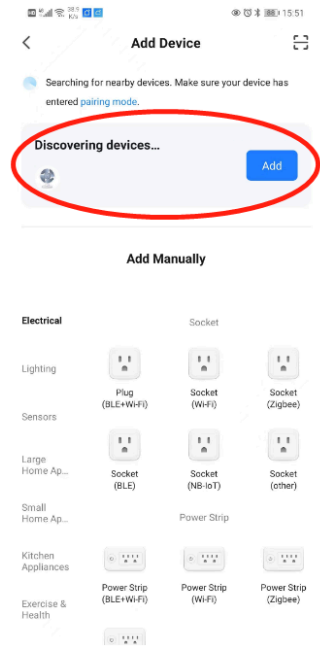 38.9
K/s
15:51
Add Device
Searching for nearby devices. Make sure your device has
entered pairing mode.
Discovering devices...
Add
Add Manually
Electrical
Socket
Lighting
Plug
(BLE+Wi-Fi)
Socket
(Wi-Fi)
Socket
(Zigbee)
Sensors
Large
Home Ap...
Socket
(BLE)
Socket
(NB-IoT)
Socket
(other)
Small
Home Ap...
Power Strip
Kitchen
Appliances
Power Strip
(BLE+Wi-Fi)
Power Strip
(Wi-Fi)
Power Strip
(Zigbee)
Exercise &
Health